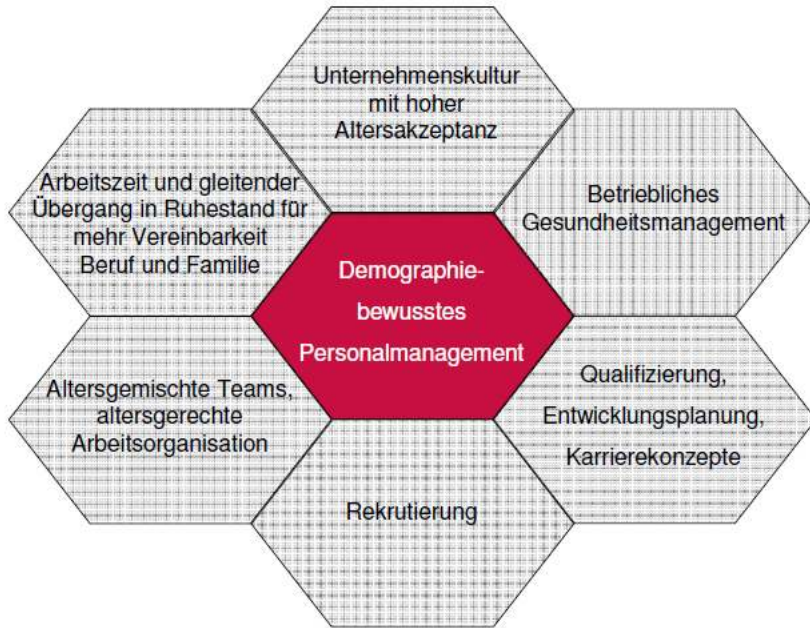 Unternehmenskultur
mit hoher
Altersakzeptanz
Arbeitszeit und gleitender
Übergang in Ruhestand für
mehr Vereinbarkeit
Beruf und Familie
Betriebliches
Gesundheitsmanagement
Demographie-
bewusstes
Personalmanagement
Altersgemischte Teams,
altersgerechte
Arbeitsorganisation
Qualifizierung,
Entwicklungsplanung,
Karrierekonzepte
Rekrutierung